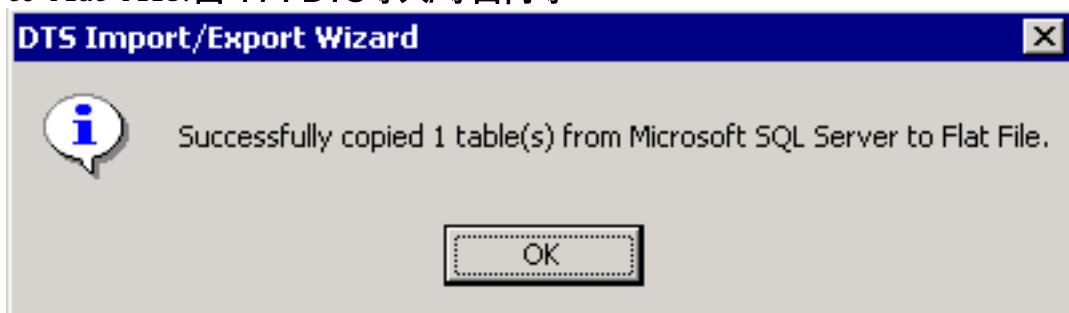 DTS Import/Export Wizard
Successfully copied 1 table(s) from Microsoft SQL Server to Flat File.
OK